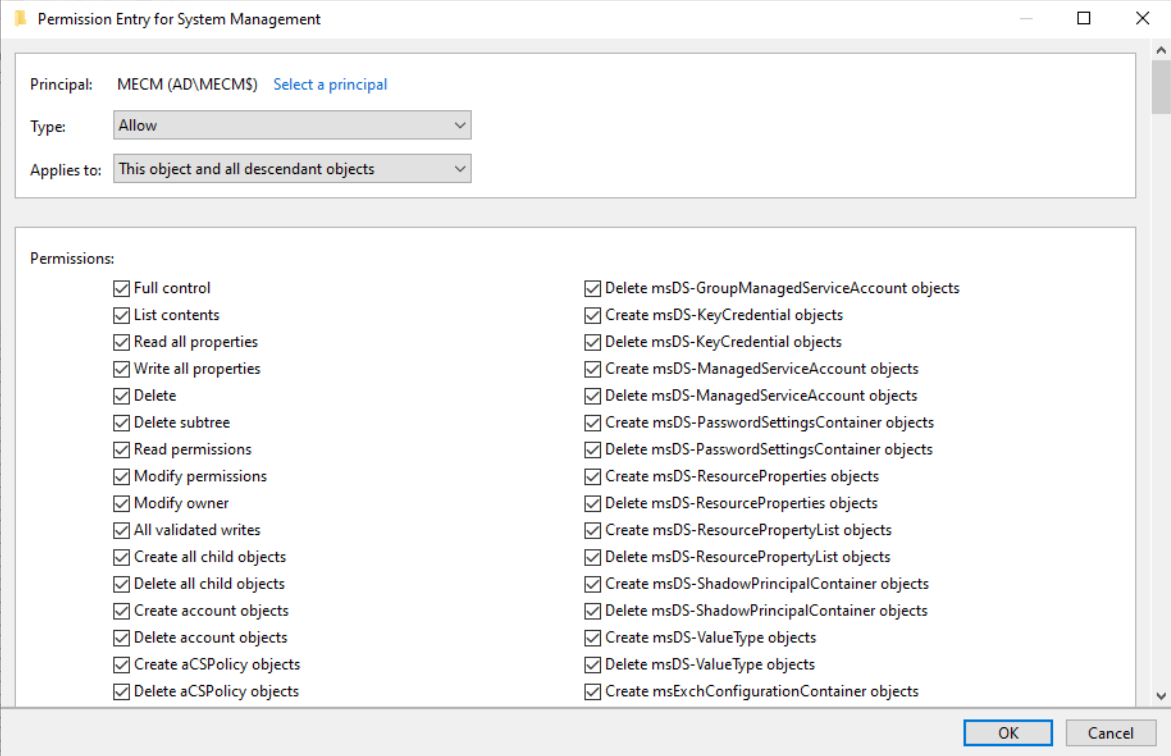 Permission Entry for System Management
Principal: MECM (AD\MECM$) Select a principal
Type: Allow
Applies to: This object and all descendant objects
Permissions:
Full control
List contents
Read all properties
Write all properties
Delete
Delete subtree
Read permissions
Modify permissions
Modify owner
All validated writes
Create all child objects
Delete all child objects
Create account objects
Delete account objects
Create aCSPolicy objects
Delete aCSPolicy objects
Delete msDS-GroupManagedServiceAccount objects
Create msDS-KeyCredential objects
Delete msDS-KeyCredential objects
Create msDS-ManagedServiceAccount objects
Delete msDS-ManagedServiceAccount objects
Create msDS-PasswordSettingsContainer objects
Delete msDS-PasswordSettingsContainer objects
Create msDS-ResourceProperties objects
Delete msDS-ResourceProperties objects
Create msDS-ResourcePropertyList objects
Delete msDS-ResourcePropertyList objects
Create msDS-ShadowPrincipalContainer objects
Delete msDS-ShadowPrincipalContainer objects
Create msDS-ValueType objects
Delete msDS-ValueType objects
Create msExchConfigurationContainer objects
OK Cancel